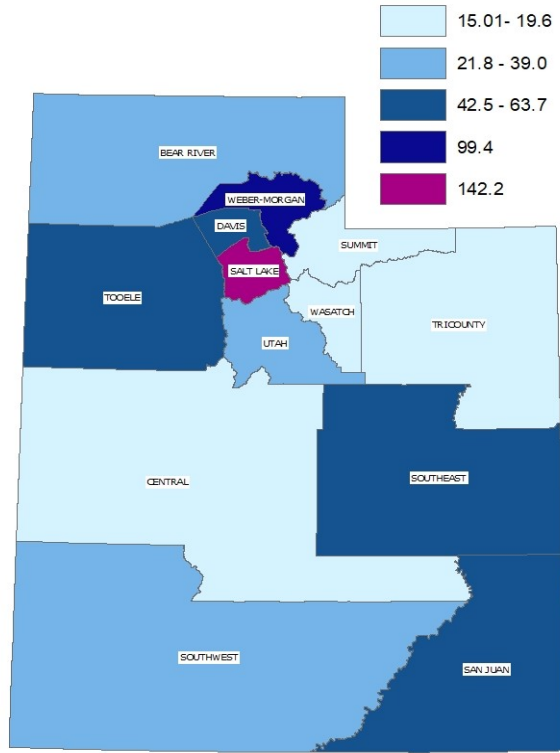 15.01- 19.6
21.8 - 39.0
42.5 - 63.7
99.4
142.2
BEAR RIVER
WEBER-MORGAN
DAVIS
SUMMIT
SALT LAKE
TOOELE
WASATCH
TRICOUNTY
UTAH
CENTRAL
SOUTHEAST
SOUTHWEST
SAN JUAN